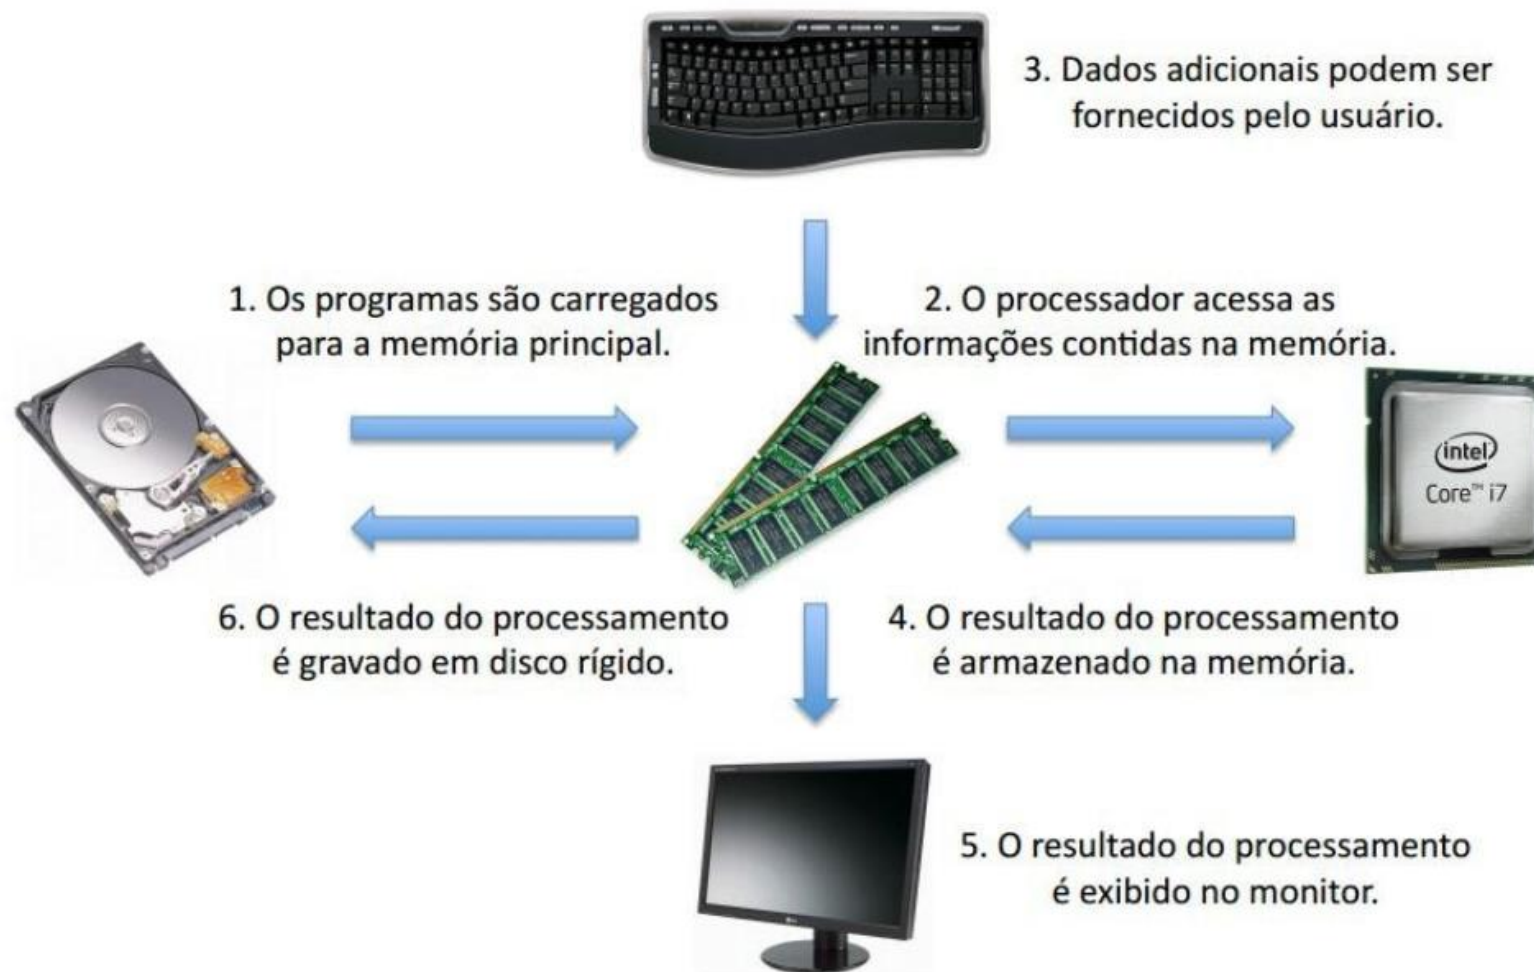 3. Dados adicionais podem ser
fornecidos pelo usuário.
1. Os programas são carregados
para a memória principal.
2. O processador acessa as
informações contidas na memória.
intel
Core™ i7
6. O resultado do processamento
é gravado em disco rígido.
4. O resultado do processamento
é armazenado na memória.
5. O resultado do processamento
é exibido no monitor.